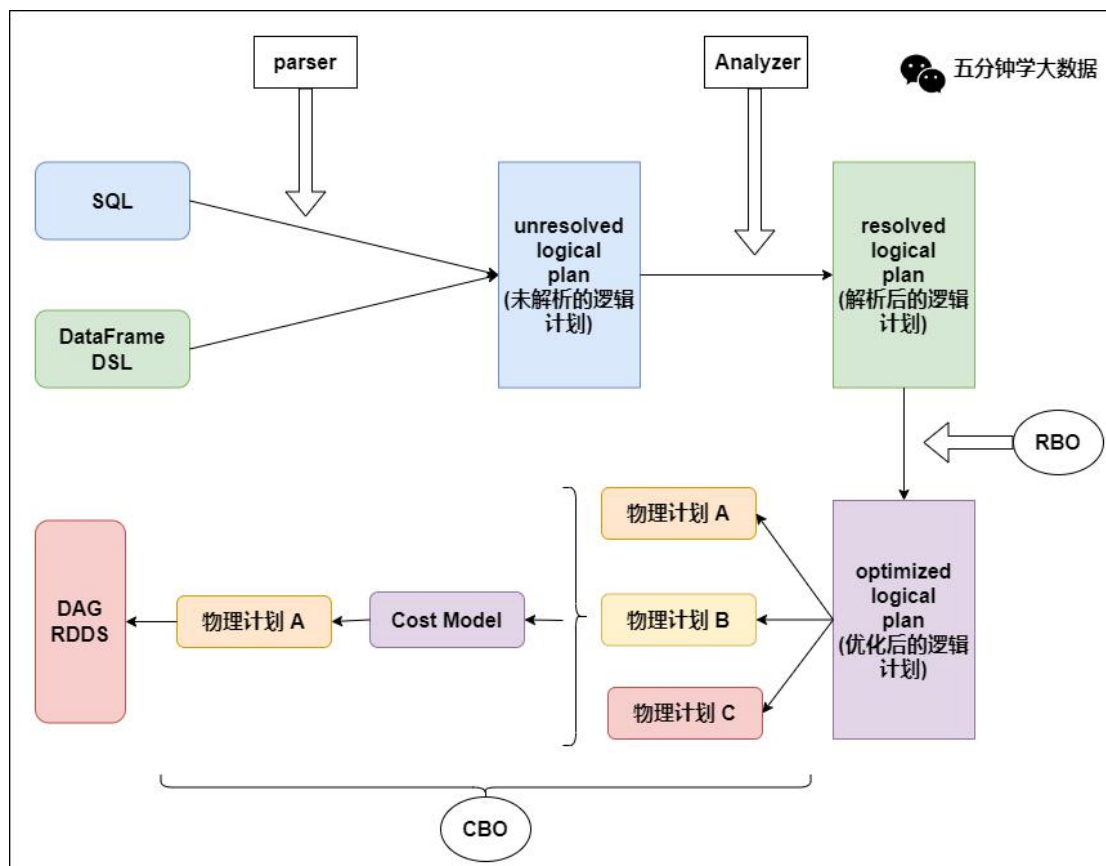 parser
Analyzer
五分钟学大数据
SQL
unresolved
logical
plan
(未解析的逻辑
计划)
resolved
logical
plan
(解析后的逻辑
计划)
DataFrame
DSL
RBO
物理计划 A
物理计划 B
物理计划 C
optimized
logical
plan
(优化后的逻辑
计划)
Cost Model
物理计划 A
DAG
RDDS
CBO